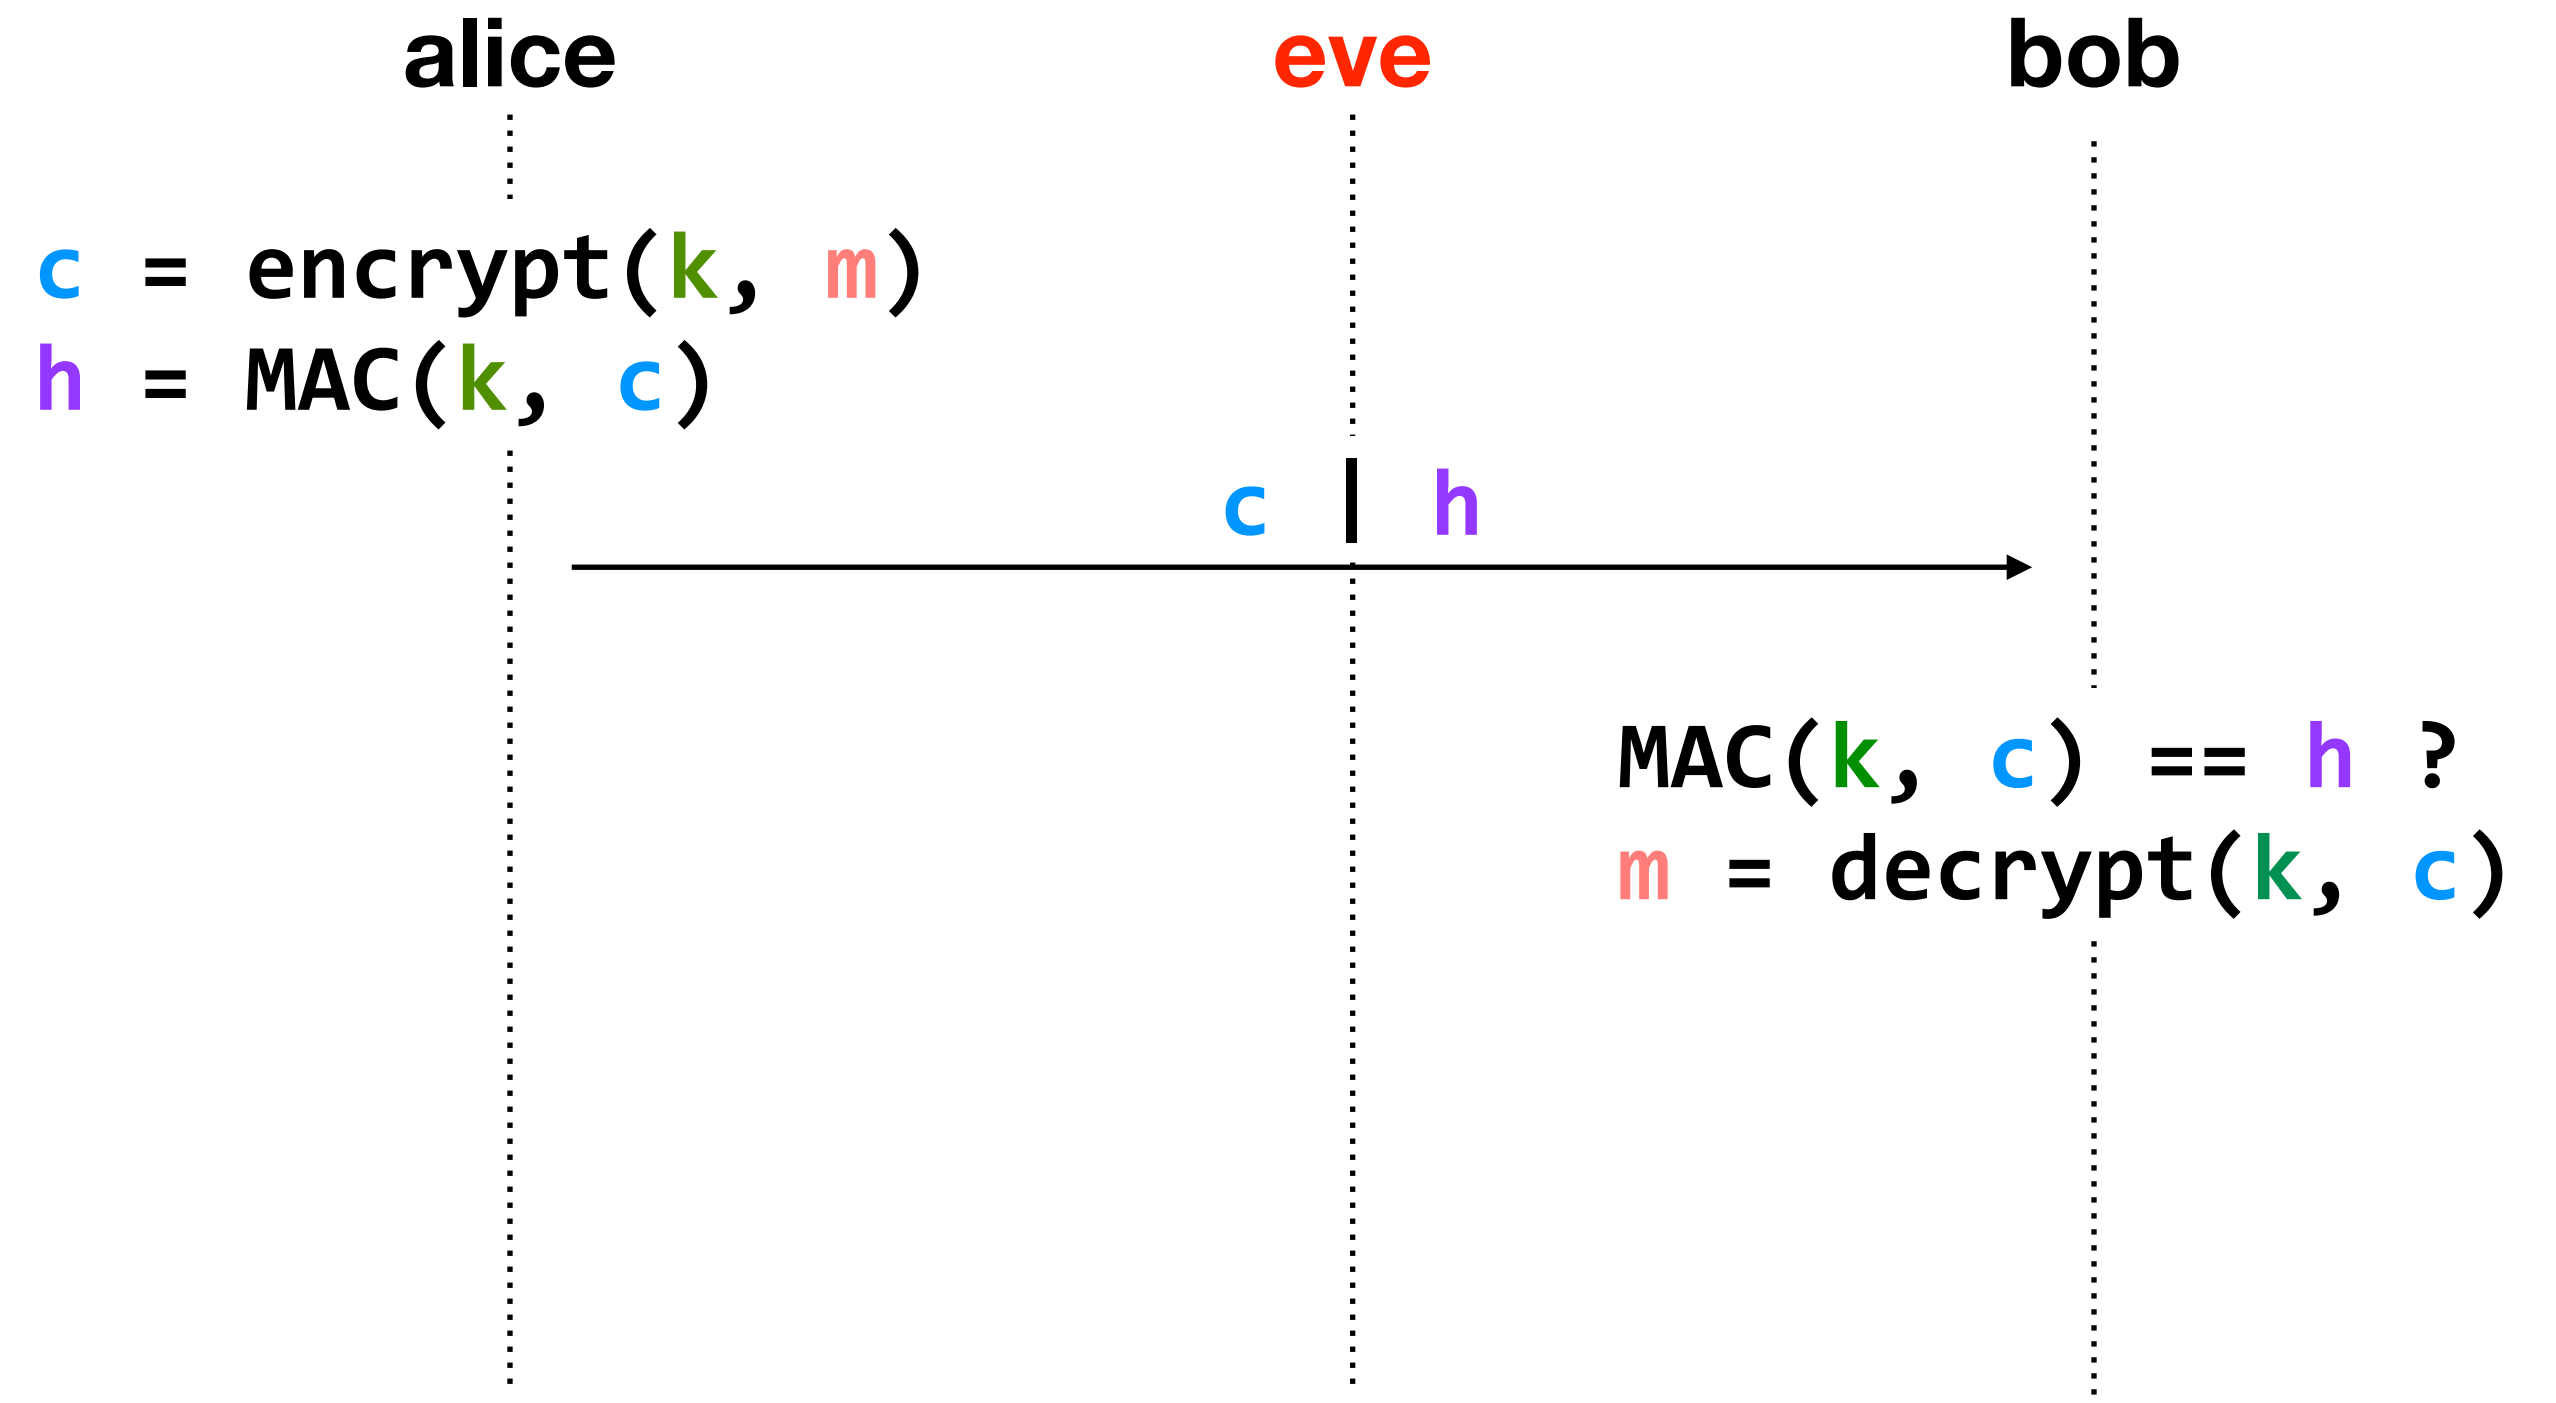 alice eve bob
c = encrypt(k, m)
h = MAC(k, c)
c | h
MAC(k, c) == h ?
m = decrypt(k, c)